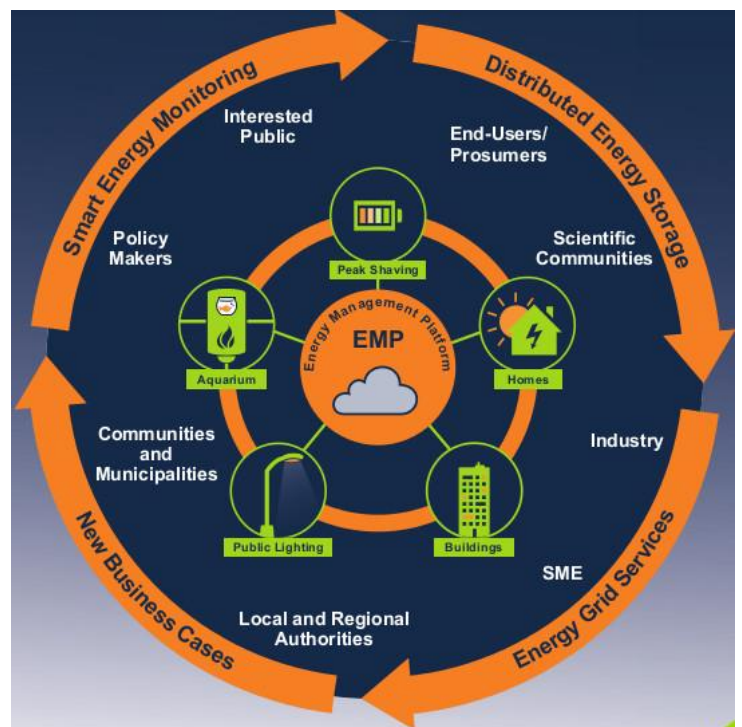 Smart Energy Monitoring
Distributed Energy Storage
Interested
Public
End-Users/
Prosumers
Policy
Makers
Scientific
Communities
Peak Shaving
Energy Management Platform
EMP
Aquarium
Homes
Communities
and
Municipalities
Industry
Public Lighting
Buildings
SME
Local and Regional
Authorities
New Business Cases
Energy Grid Services